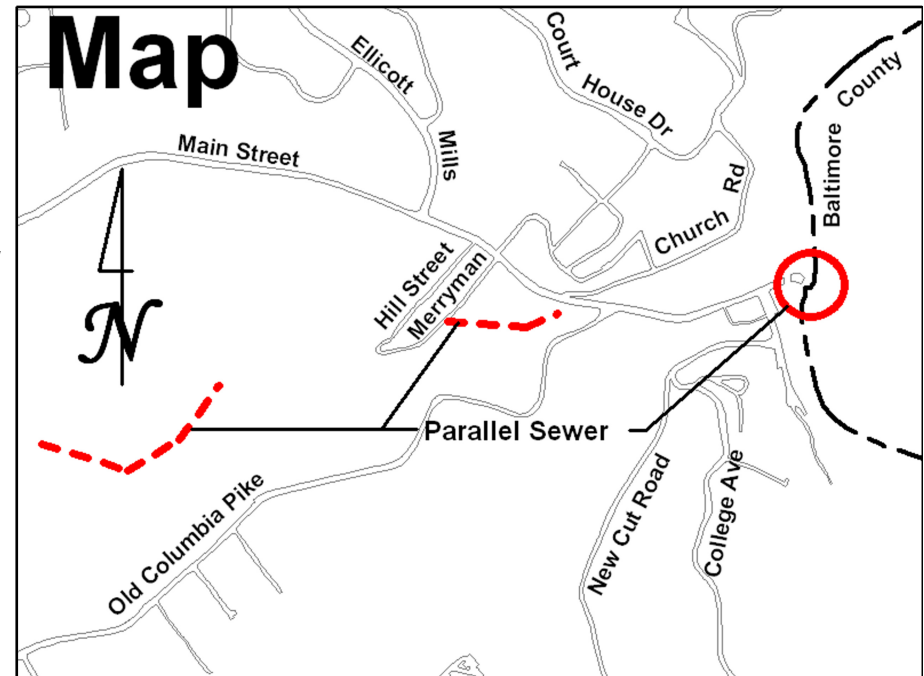 Map
Ellicott
Mills
Court
House Dr
County
Baltimore
Main Street
Church
Rd
Hill Street
Merryman
N
Parallel Sewer
Old Columbia Pike
New Cut Road
College Ave